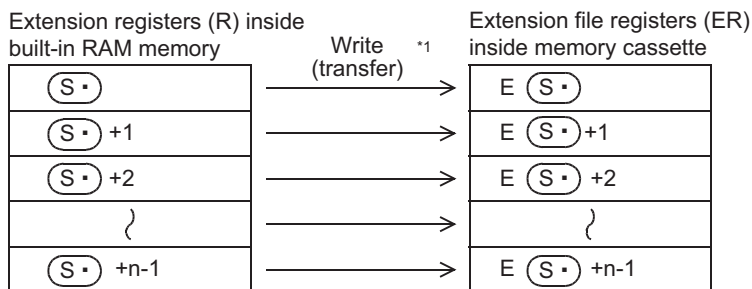 Extension registers (R) inside
built-in RAM memory
Write *1
(transfer)
Extension file registers (ER)
inside memory cassette
S· E S·
S· +1 E S· +1
S· +2 E S· +2
S· +n-1 E S· +n-1